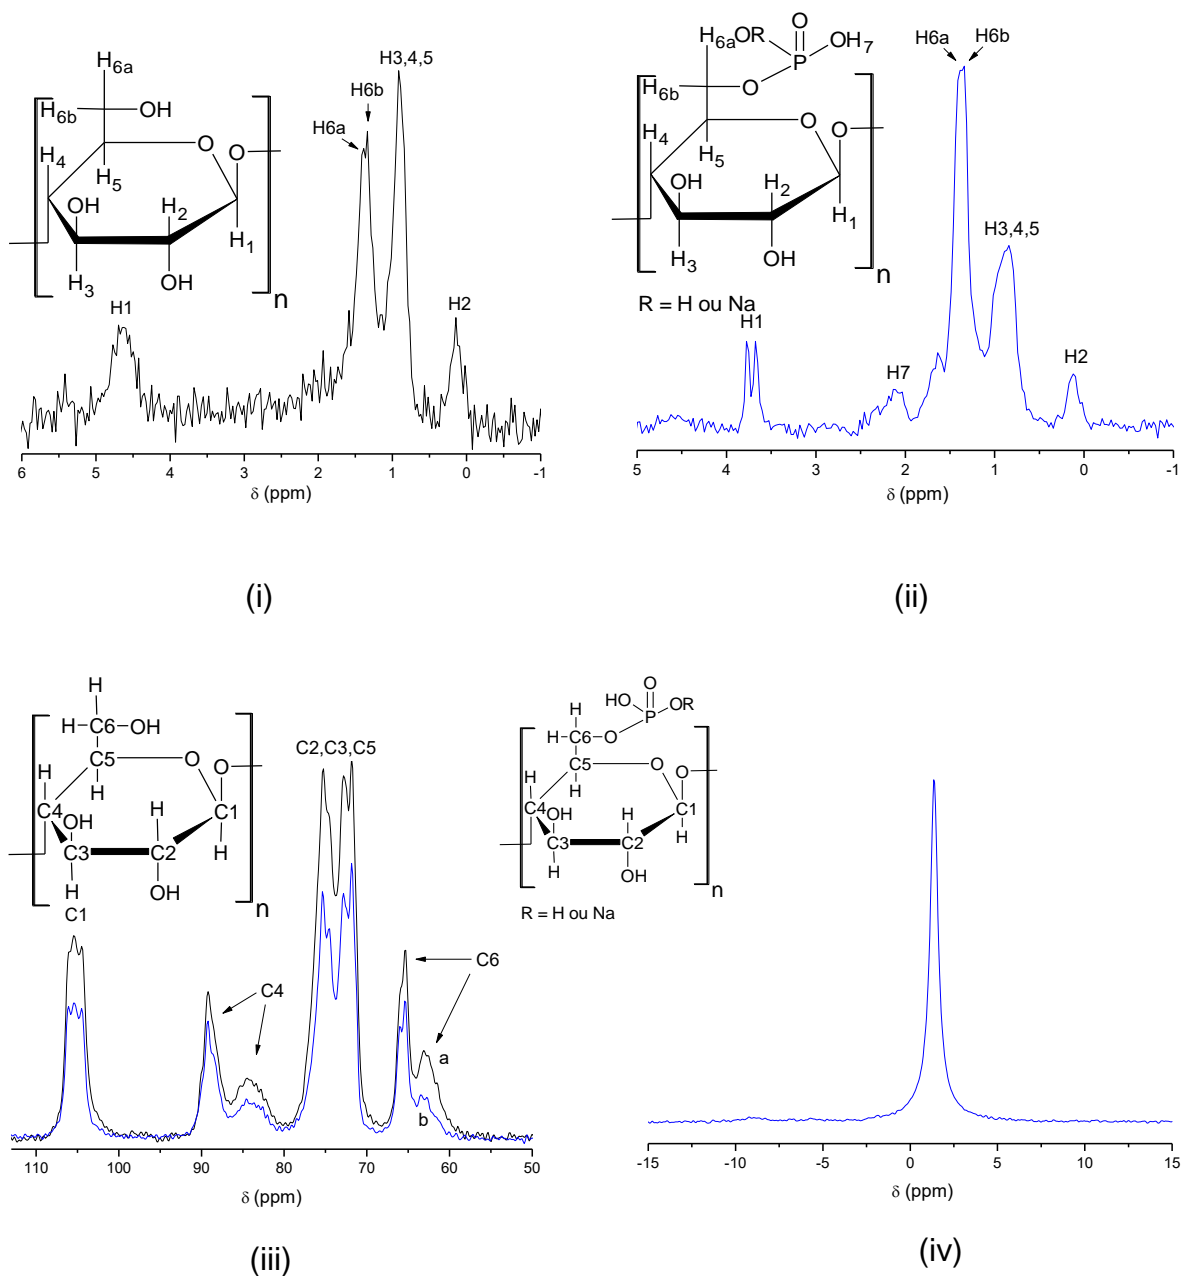 H6a
H6b OH
H4 O O
H5
OH H2
H1
H3 OH n
H6a
H6b
H3,4,5
H1
H2
6 5 4 3 2 1 0 -1
δ (ppm)
(i)
O
OR
H6a P OH7
H6b O
H4 O O
H5
OH H2
H1
H3 OH n
R = H ou Na
H6a H6b
H3,4,5
H1
H7
H2
5 4 3 2 1 0 -1
δ (ppm)
(ii)
H
H C6 OH
C5 O O
H
H H
C4 OH C1
C3 C2 H
H OH n
C1
C2,C3,C5
C4
C6
a
b
110 100 90 80 70 60 50
δ (ppm)
(iii)
O
HO P OR
H
H C6 O
C5 O O
H H
C4 OH H C1
C3 C2 H
H OH n
R = H ou Na
-15 -10 -5 0 5 10 15
δ (ppm)
(iv)